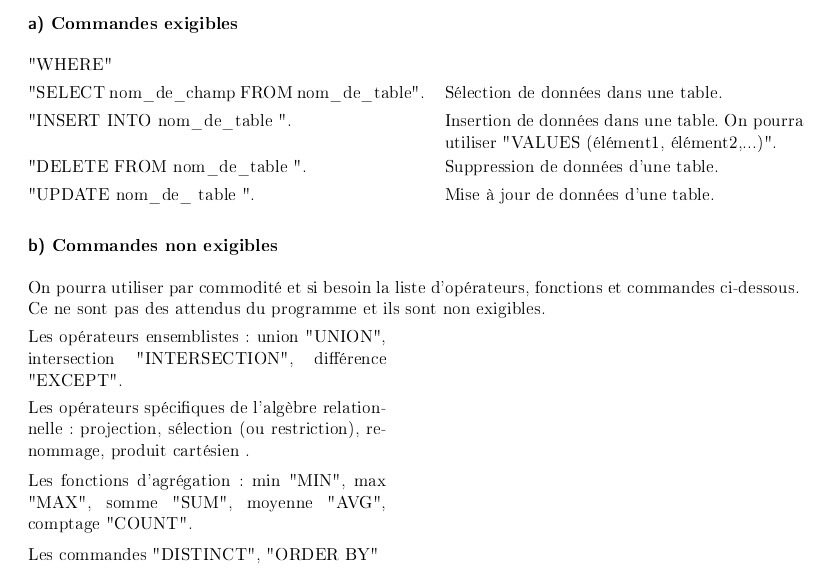 a) Commandes exigibles
"WHERE"
"SELECT nom_de_champ FROM nom_de_table". Sélection de données dans une table.
"INSERT INTO nom_de_table ". Insertion de données dans une table. On pourra
utiliser "VALUES (élément1, élément2,...)".
"DELETE FROM nom_de_table ". Suppression de données d'une table.
"UPDATE nom_de_ table ". Mise à jour de données d'une table.
b) Commandes non exigibles
On pourra utiliser par commodité et si besoin la liste d'opérateurs, fonctions et commandes ci-dessous.
Ce ne sont pas des attendus du programme et ils sont non exigibles.
Les opérateurs ensemblistes : union "UNION",
intersection "INTERSECTION", différence
"EXCEPT".
Les opérateurs spécifiques de l'algèbre relation-
nelle : projection, sélection (ou restriction), re-
nommage, produit cartésien .
Les fonctions d'agrégation : min "MIN", max
"MAX", somme "SUM", moyenne "AVG",
comptage "COUNT".
Les commandes "DISTINCT", "ORDER BY"